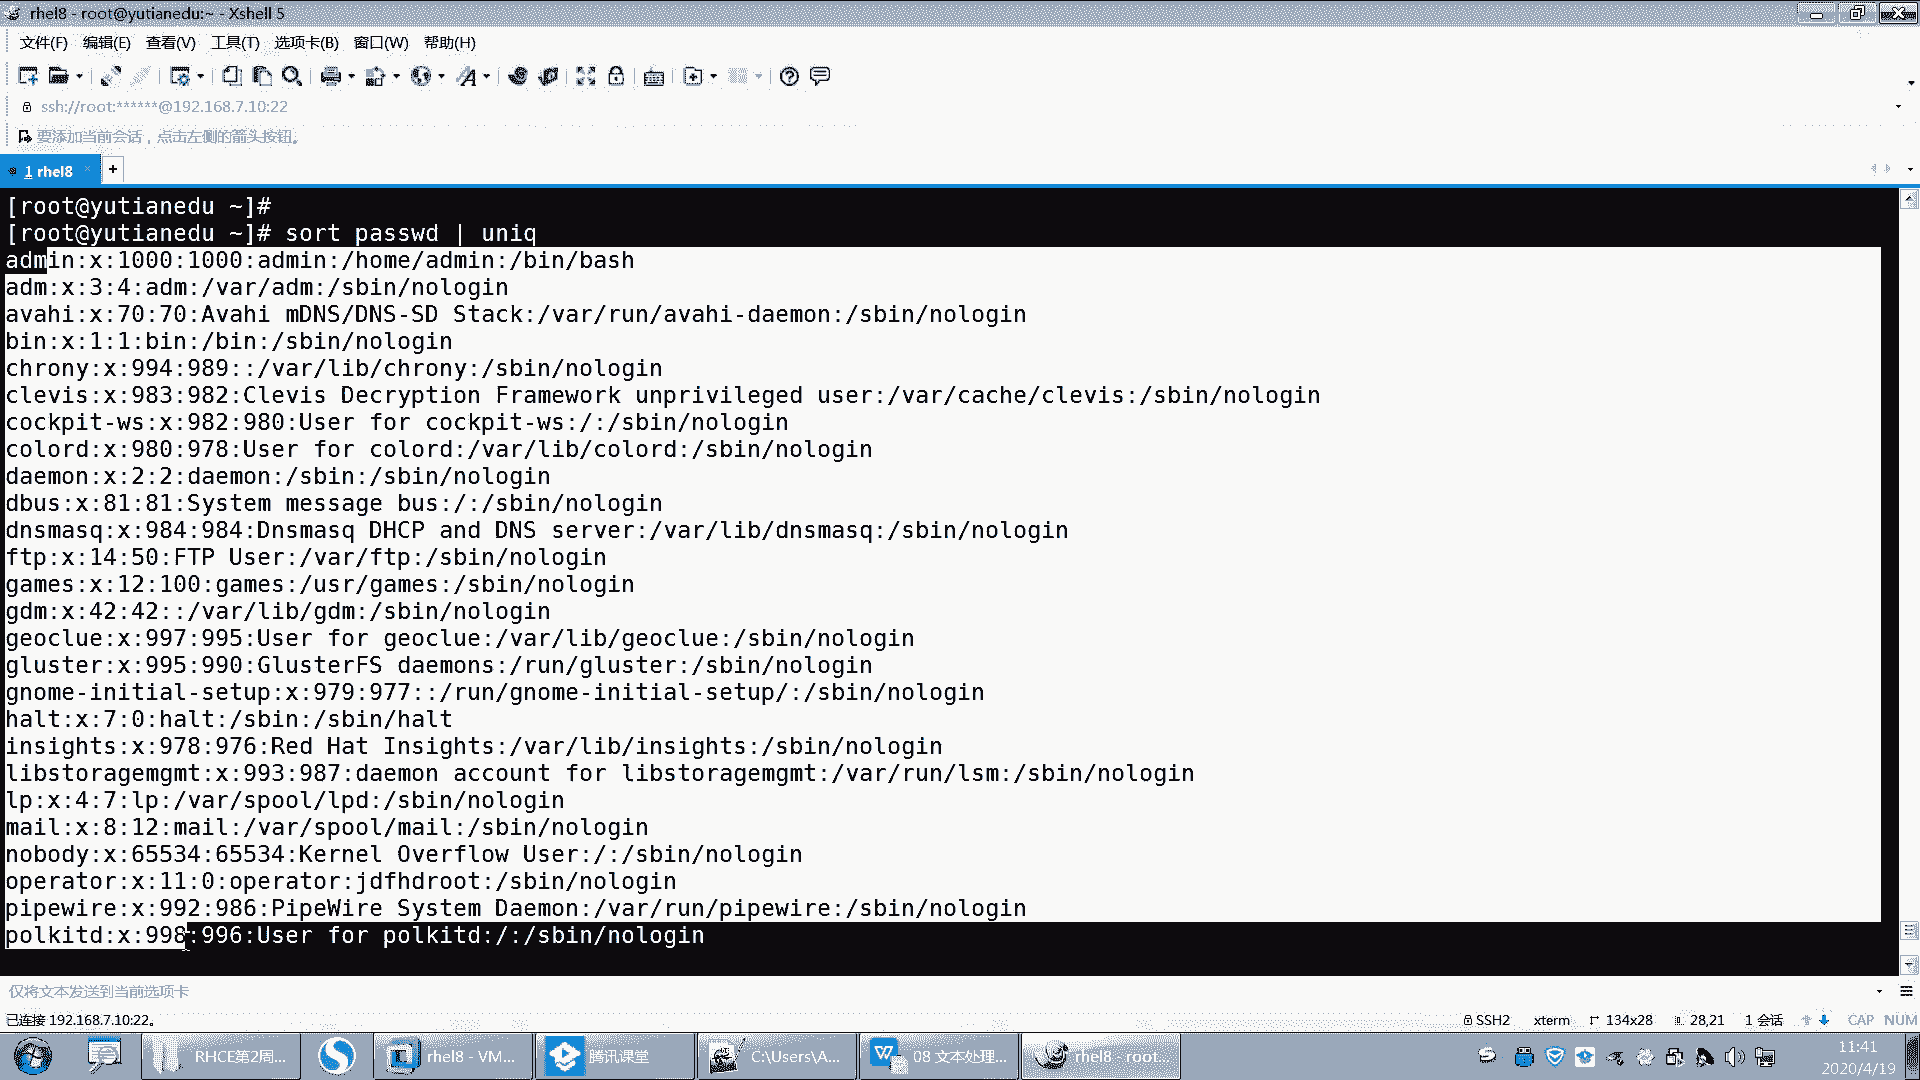 rhel8 - root@yutianedu:~ - Xshell 5
文件(F) 编辑(E) 查看(V) 工具(T) 选项卡(B) 窗口(W) 帮助(H)
ssh://root:******@192.168.7.10:22
要添加当前会话，点击左侧的箭头按钮。
1 rhel8
[root@yutianedu ~]#
[root@yutianedu ~]# sort passwd | uniq
admin:x:1000:1000:admin:/home/admin:/bin/bash
adm:x:3:4:adm:/var/adm:/sbin/nologin
avahi:x:70:70:Avahi mDNS/DNS-SD Stack:/var/run/avahi-daemon:/sbin/nologin
bin:x:1:1:bin:/bin:/sbin/nologin
chrony:x:994:989::/var/lib/chrony:/sbin/nologin
clevis:x:983:982:Clevis Decryption Framework unprivileged user:/var/cache/clevis:/sbin/nologin
cockpit-ws:x:982:980:User for cockpit-ws:/:/sbin/nologin
colord:x:980:978:User for colord:/var/lib/colord:/sbin/nologin
daemon:x:2:2:daemon:/sbin:/sbin/nologin
dbus:x:81:81:System message bus:/:/sbin/nologin
dnsmasq:x:984:984:Dnsmasq DHCP and DNS server:/var/lib/dnsmasq:/sbin/nologin
ftp:x:14:50:FTP User:/var/ftp:/sbin/nologin
games:x:12:100:games:/usr/games:/sbin/nologin
gdm:x:42:42::/var/lib/gdm:/sbin/nologin
geoclue:x:997:995:User for geoclue:/var/lib/geoclue:/sbin/nologin
gluster:x:995:990:GlusterFS daemons:/run/gluster:/sbin/nologin
gnome-initial-setup:x:979:977::/run/gnome-initial-setup/:/sbin/nologin
halt:x:7:0:halt:/sbin:/sbin/halt
insights:x:978:976:Red Hat Insights:/var/lib/insights:/sbin/nologin
libstoragemgmt:x:993:987:daemon account for libstoragemgmt:/var/run/lsm:/sbin/nologin
lp:x:4:7:lp:/var/spool/lpd:/sbin/nologin
mail:x:8:12:mail:/var/spool/mail:/sbin/nologin
nobody:x:65534:65534:Kernel Overflow User:/:/sbin/nologin
operator:x:11:0:operator:jdfhdroot:/sbin/nologin
pipewire:x:992:986:PipeWire System Daemon:/var/run/pipewire:/sbin/nologin
polkitd:x:998:996:User for polkitd:/:/sbin/nologin
仅将文本发送到当前选项卡
已连接 192.168.7.10:22。 SSH2 xterm 134x28 28,21 1 会话 CAP NUM
RHCE第2周... rhel8 - VM... 腾讯课堂 C:\Users\A... 08 文本处理... rhel8 - root... 11:41
2020/4/19